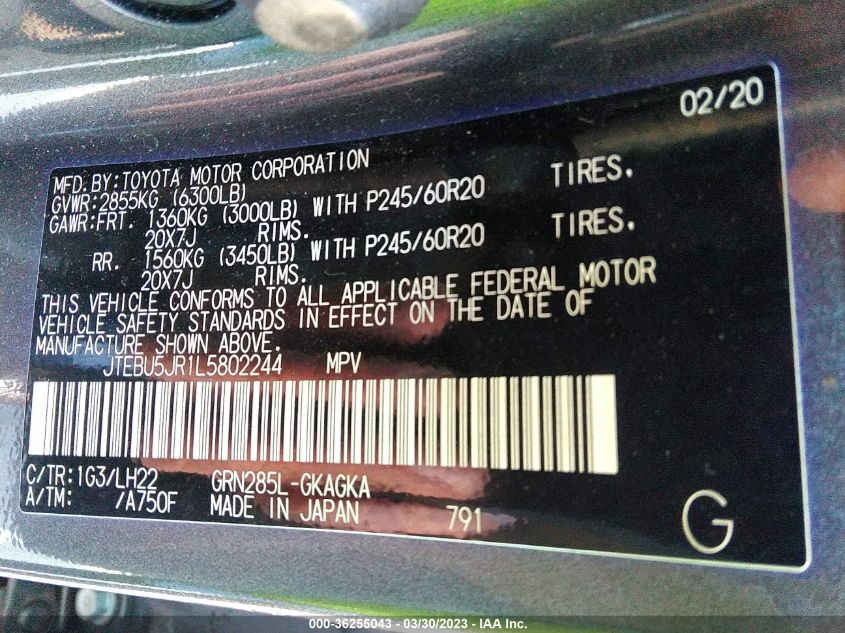 02/20
MFD.BY:TOYOTA MOTOR CORPORATION
GVWR:2855KG (6300LB)
GAWR:FRT. 1360KG (3000LB) WITH P245/60R20 TIRES.
20X7J RIMS.
RR. 1560KG (3450LB) WITH P245/60R20 TIRES.
20X7J RIMS.
THIS VEHICLE CONFORMS TO ALL APPLICABLE FEDERAL MOTOR
VEHICLE SAFETY STANDARDS IN EFFECT ON THE DATE OF
MANUFACTURE SHOWN ABOVE.
JTEBU5JR1L5802244 MPV
C/TR:1G3/LH22 GRN285L-GKAGKA
A/TM: /A750F MADE IN JAPAN 791
G
000-36255043 - 03/30/2023 - IAA Inc.